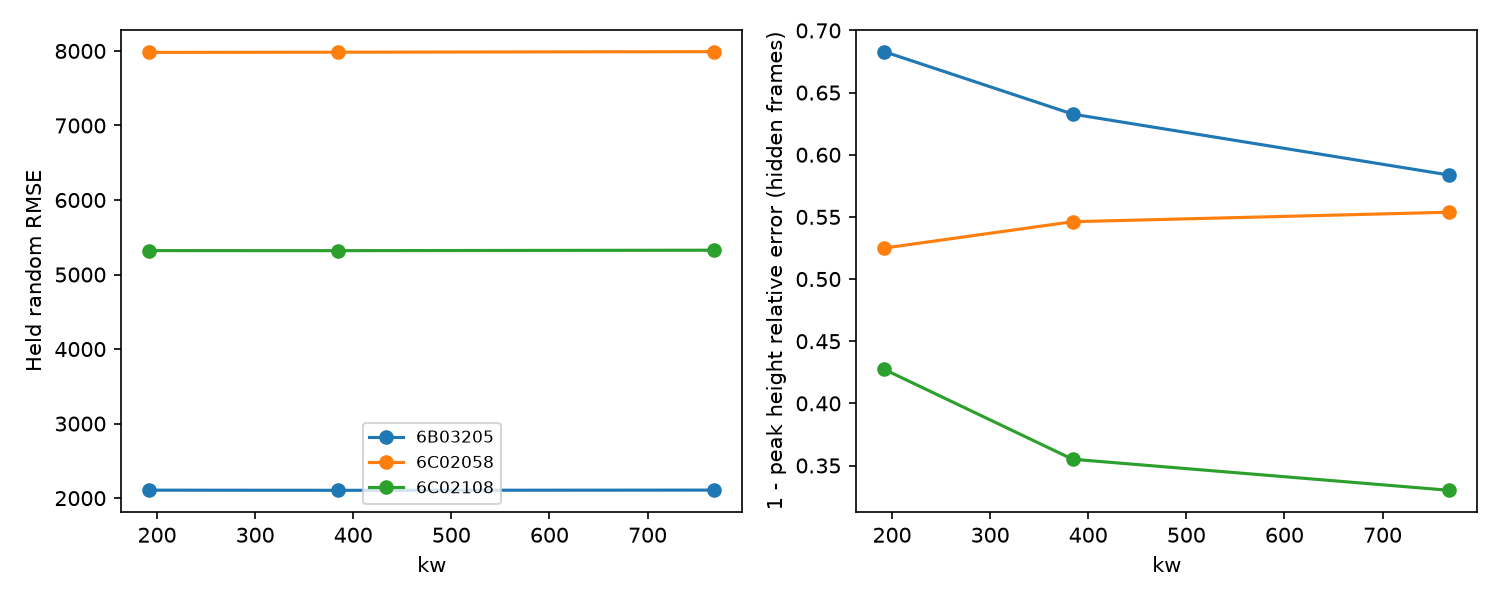 Held random RMSE
8000
7000
6000
5000
4000
3000
2000
6B03205
6C02058
6C02108
200 300 400 500 600 700
kw
1 - peak height relative error (hidden frames)
0.70
0.65
0.60
0.55
0.50
0.45
0.40
0.35
200 300 400 500 600 700
kw